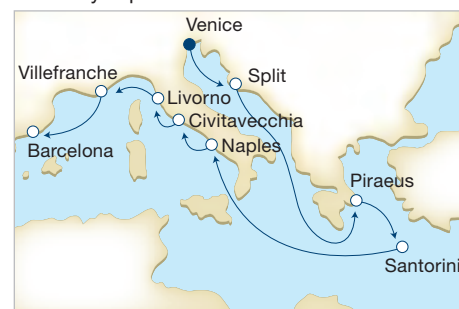 Venice
Split
Villefranche
Livorno
Civitavecchia
Barcelona
Naples
Piraeus
Santorini